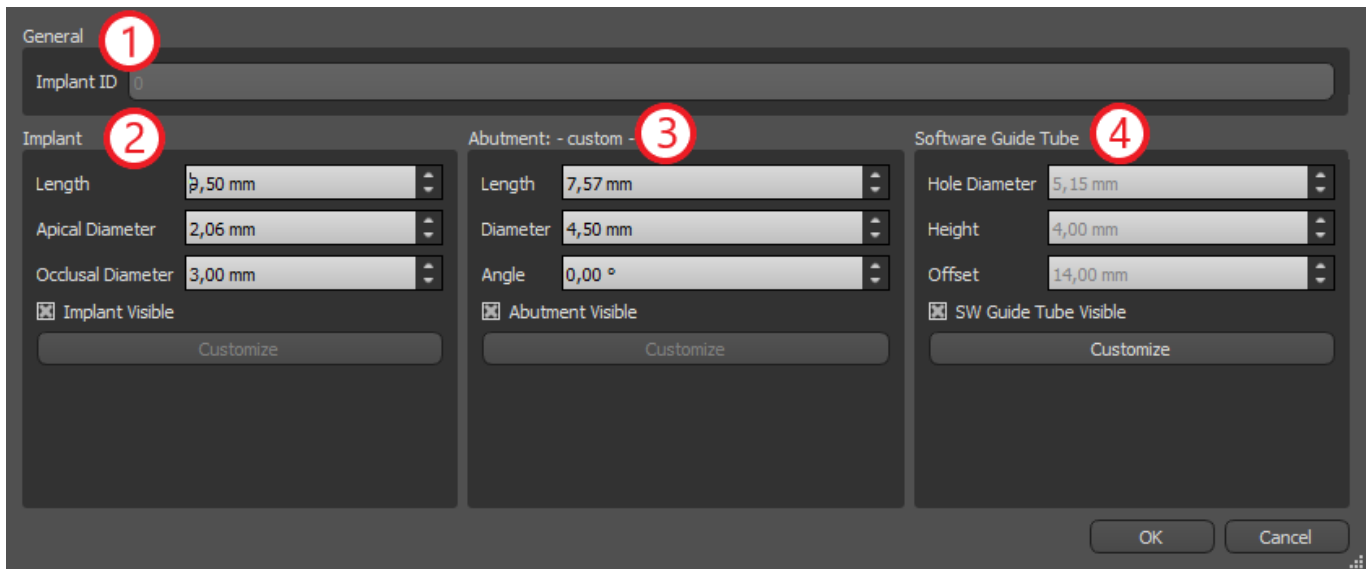 General
1
Implant ID 0
Implant 2 Abutment: - custom - 3 Software Guide Tube 4
Length 9,50 mm Length 7,57 mm Hole Diameter 5,15 mm
Apical Diameter 2,06 mm Diameter 4,50 mm Height 4,00 mm
Occlusal Diameter 3,00 mm Angle 0,00 ° Offset 14,00 mm
Implant Visible Abutment Visible SW Guide Tube Visible
Customize Customize Customize
OK Cancel